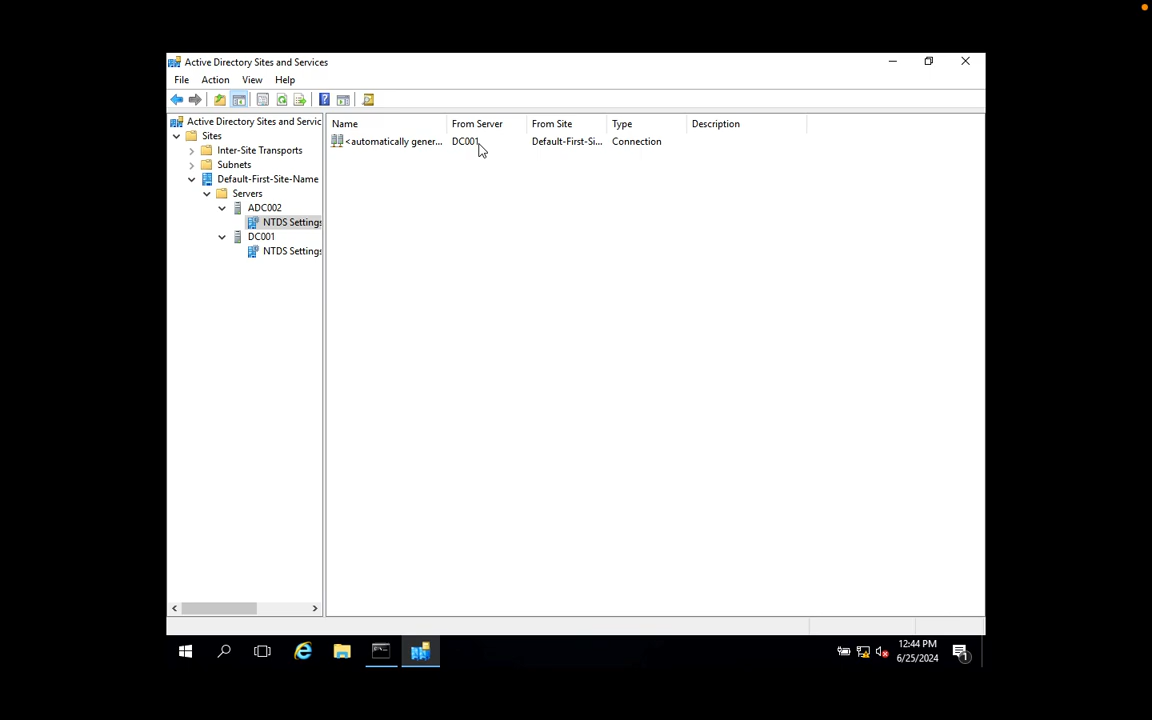 Active Directory Sites and Services
File Action View Help
Name From Server From Site Type Description
Active Directory Sites and Servic
<automatically gener... DC001 Default-First-Si... Connection
Sites
Inter-Site Transports
Subnets
Default-First-Site-Name
Servers
ADC002
NTDS Settings
DC001
NTDS Settings
12:44 PM
6/25/2024
1